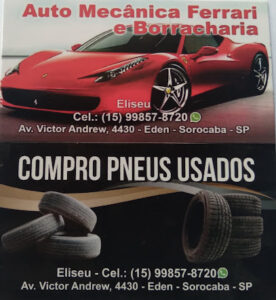 Auto Mecânica Ferrari
e Borracharia
Eliseu
Cel.: (15) 99857-8720
Av. Victor Andrew, 4430 - Eden - Sorocaba - SP
COMPRO PNEUS USADOS
Eliseu - Cel.: (15) 99857-8720
Av. Victor Andrew, 4430 - Eden - Sorocaba - SP